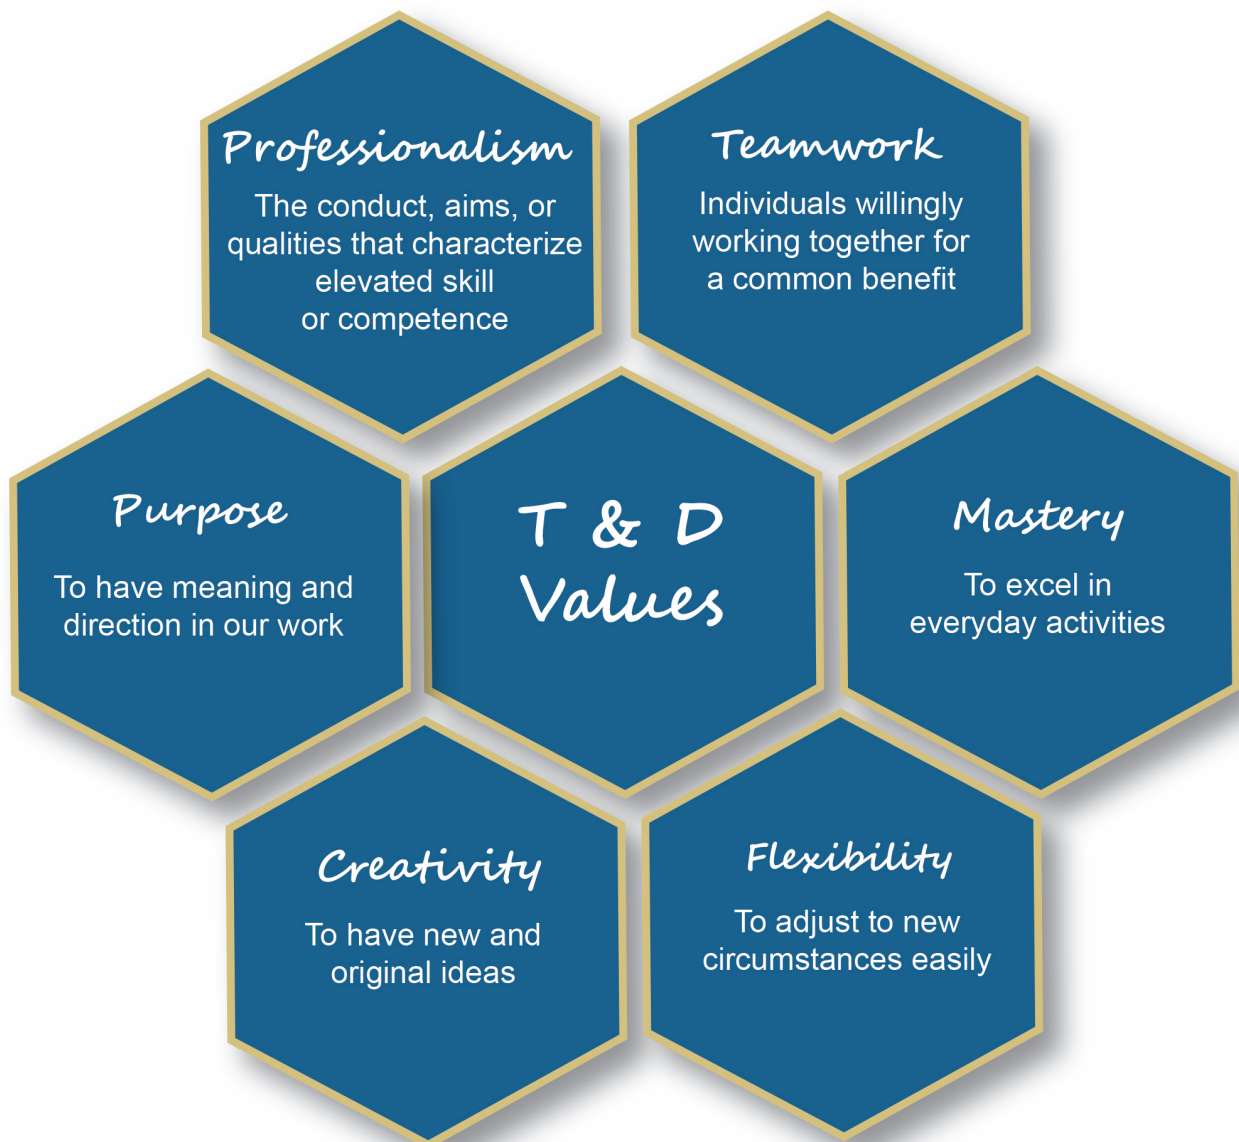 Professionalism
The conduct, aims, or
qualities that characterize
elevated skill
or competence
Teamwork
Individuals willingly
working together for
a common benefit
Purpose
To have meaning and
direction in our work
T & D
Values
Mastery
To excel in
everyday activities
Creativity
To have new and
original ideas
Flexibility
To adjust to new
circumstances easily